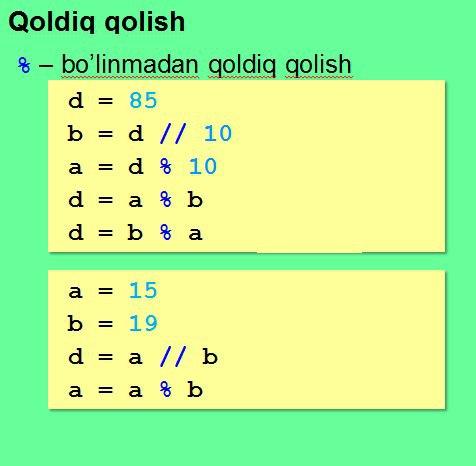 Qoldiq qolish
% – bo’linmadan qoldiq qolish
d = 85
b = d // 10
a = d % 10
d = a % b
d = b % a
a = 15
b = 19
d = a // b
a = a % b